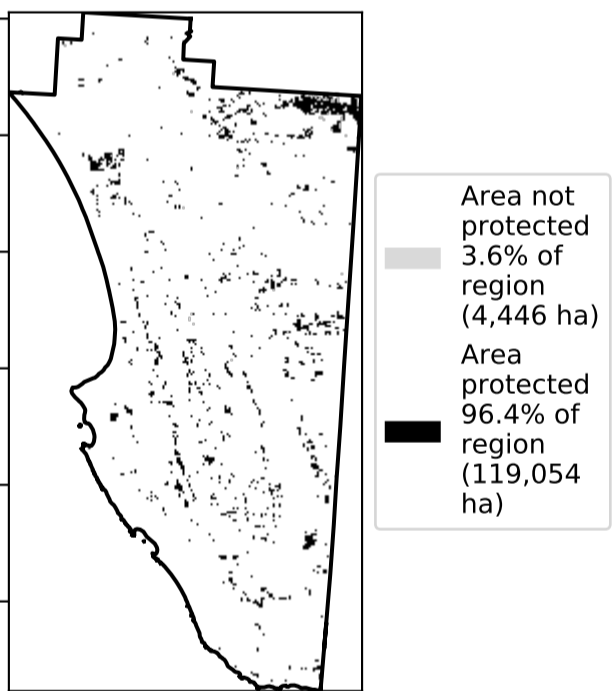 Area not
protected
3.6% of
region
(4,446 ha)
Area
protected
96.4% of
region
(119,054
ha)